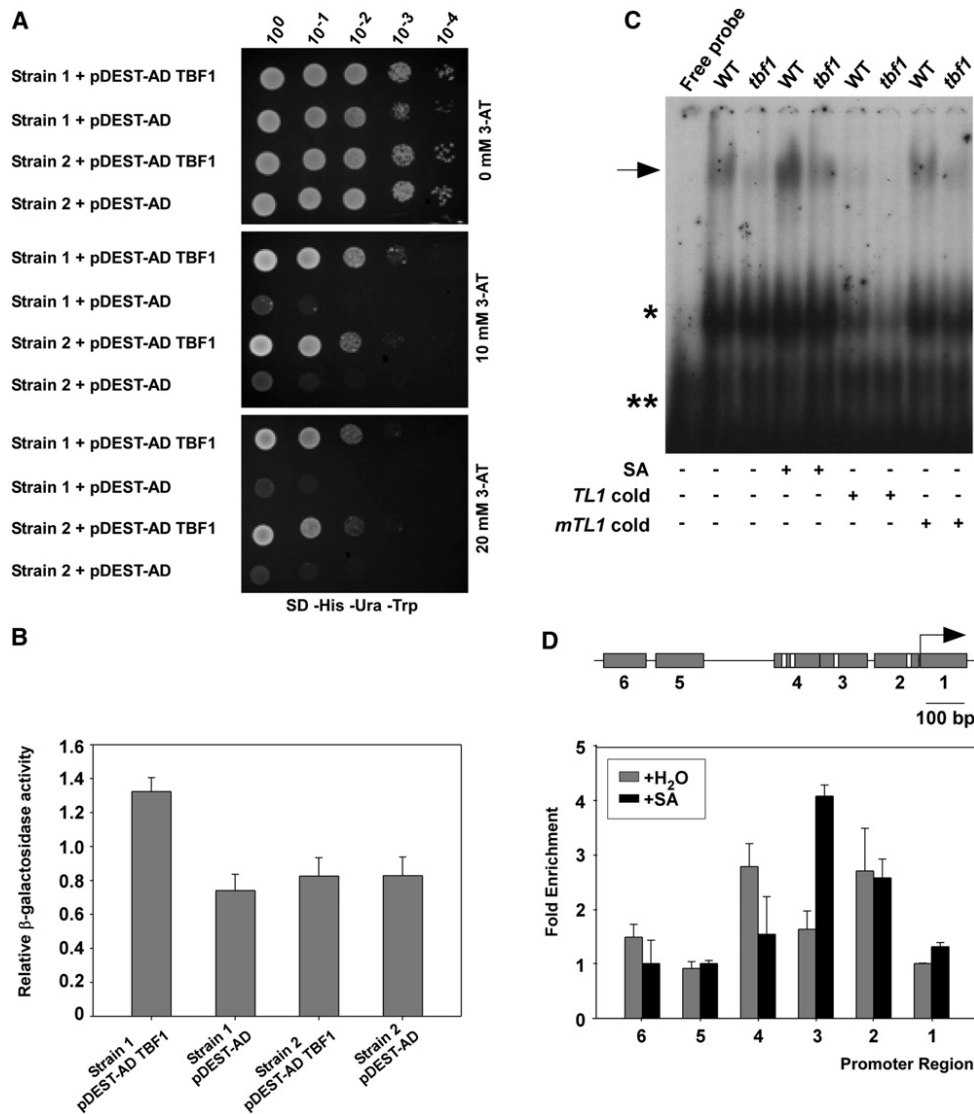 A
10⁰ 10⁻¹ 10⁻² 10⁻³ 10⁻⁴
Strain 1 + pDEST-AD TBF1
Strain 1 + pDEST-AD
Strain 2 + pDEST-AD TBF1
Strain 2 + pDEST-AD
0 mM 3-AT
Strain 1 + pDEST-AD TBF1
Strain 1 + pDEST-AD
Strain 2 + pDEST-AD TBF1
Strain 2 + pDEST-AD
10 mM 3-AT
Strain 1 + pDEST-AD TBF1
Strain 1 + pDEST-AD
Strain 2 + pDEST-AD TBF1
Strain 2 + pDEST-AD
20 mM 3-AT
SD -His -Ura -Trp
B
Relative β-galactosidase activity
1.6
1.4
1.2
1.0
0.8
0.6
0.4
0.2
0
Strain 1 pDEST-AD TBF1
Strain 1 pDEST-AD
Strain 2 pDEST-AD TBF1
Strain 2 pDEST-AD
C
Free probe WT tbf1 WT tbf1 WT tbf1 WT tbf1
*
**
SA - - - + + - - - -
TL1 cold - - - - - + + - -
mTL1 cold - - - - - - - + +
D
6 5 4 3 2 1
100 bp
Fold Enrichment
5
4
3
2
1
0
+H₂O
+SA
6 5 4 3 2 1
Promoter Region